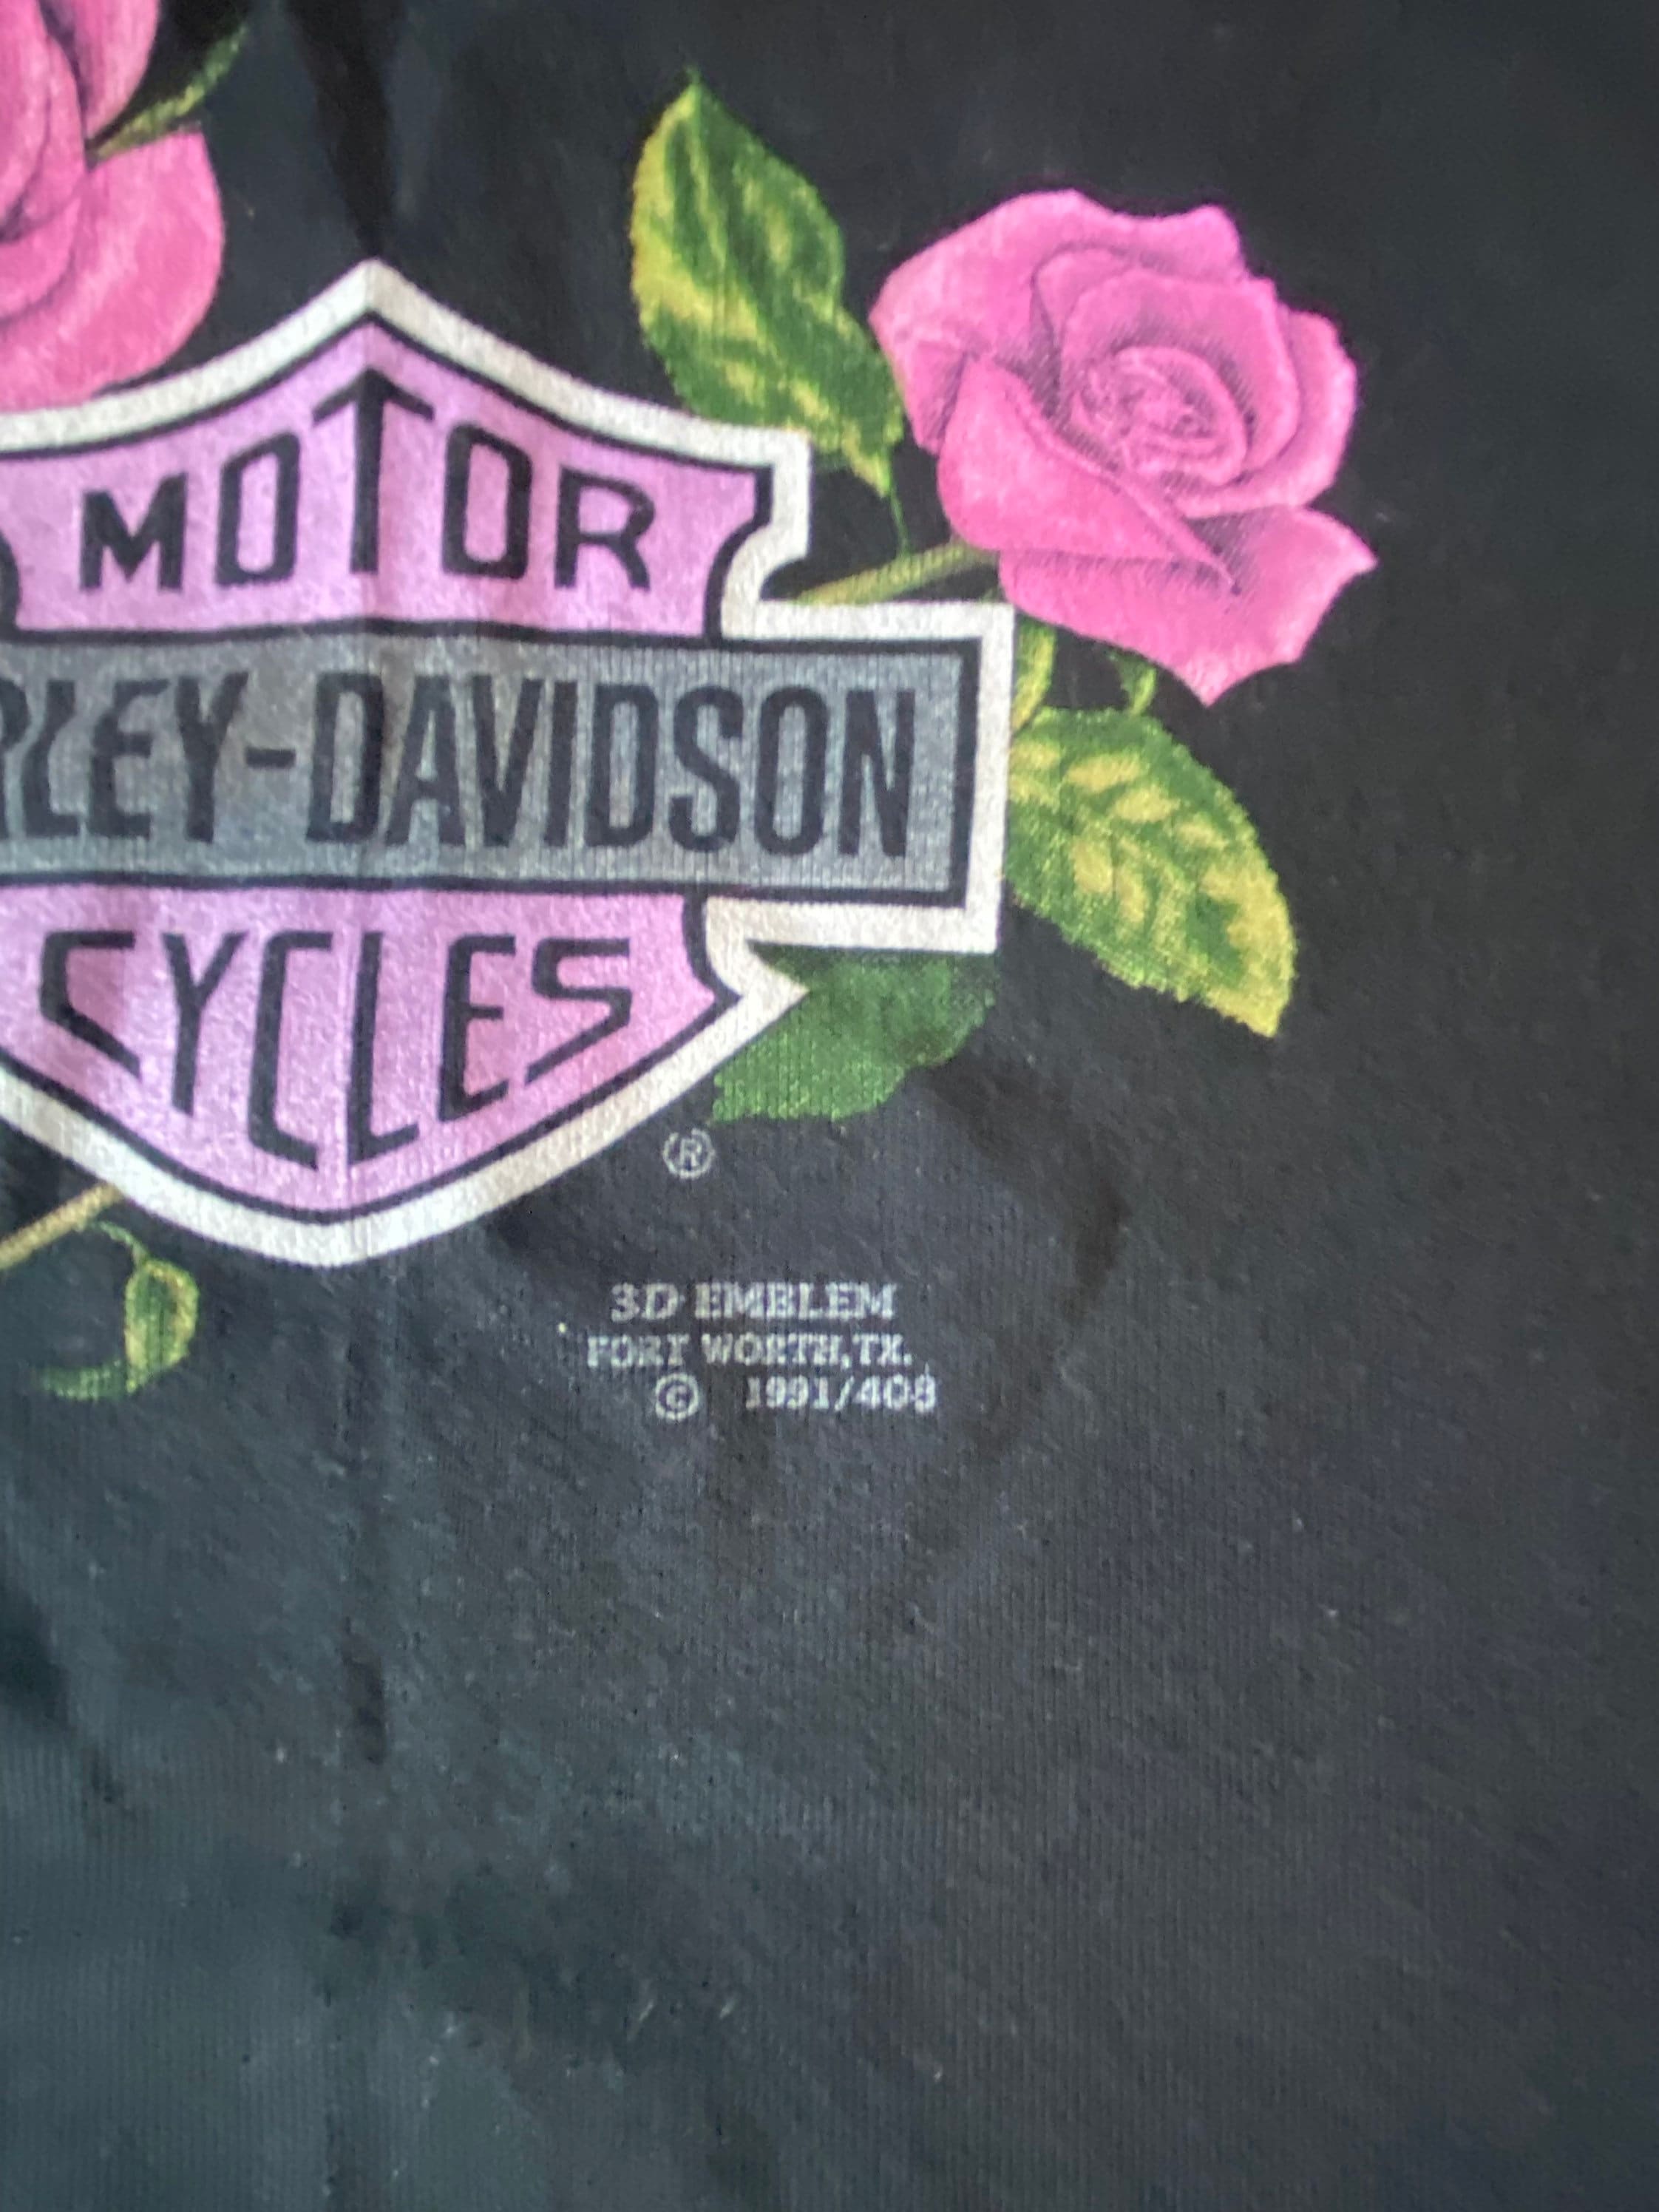 MOTOR
RLEY-DAVIDSON
CYCLES
®
3D EMBLEM
FORT WORTH,TX.
© 1991/408